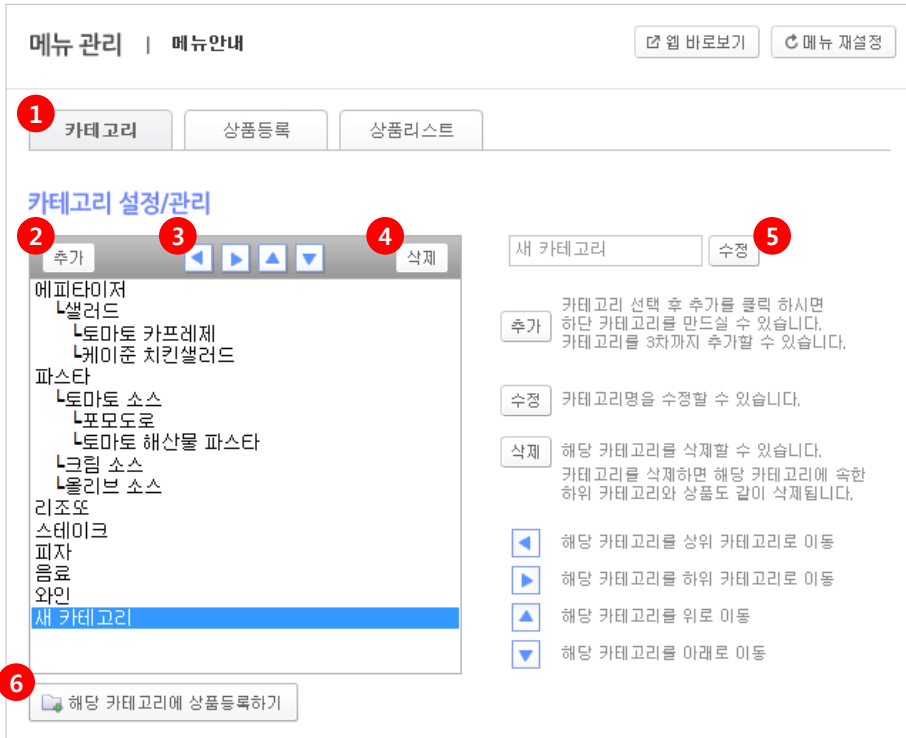 메뉴 관리 | 메뉴안내
웹 바로보기
메뉴 재설정
1
카테고리
상품등록
상품리스트
카테고리 설정/관리
2
추가
3
4
삭제
새 카테고리
수정
5
에피타이저
샐러드
토마토 카프레제
케이준 치킨샐러드
파스타
토마토 소스
포모도로
토마토 해산물 파스타
크림 소스
올리브 소스
리조또
스테이크
피자
음료
와인
새 카테고리
추가
카테고리 선택 후 추가를 클릭 하시면
하단 카테고리를 만드실 수 있습니다.
카테고리를 3차까지 추가할 수 있습니다.
수정
카테고리명을 수정할 수 있습니다.
삭제
해당 카테고리를 삭제할 수 있습니다.
카테고리를 삭제하면 해당 카테고리에 속한
하위 카테고리와 상품도 같이 삭제됩니다.
해당 카테고리를 상위 카테고리로 이동
해당 카테고리를 하위 카테고리로 이동
해당 카테고리를 위로 이동
해당 카테고리를 아래로 이동
6
해당 카테고리에 상품등록하기